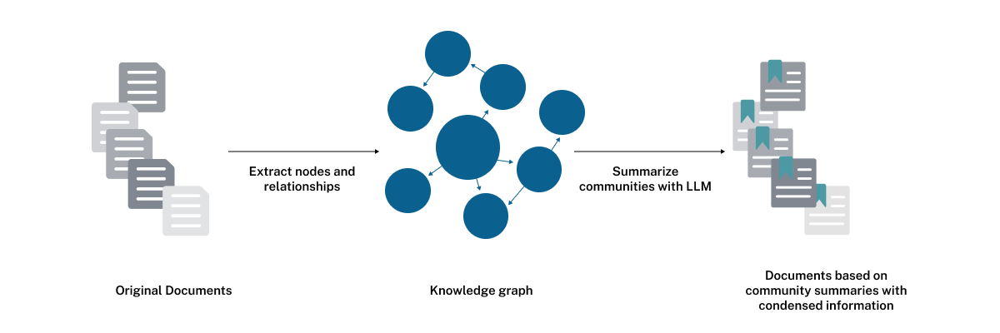 Extract nodes and
relationships
Summarize
communities with LLM
Original Documents
Knowledge graph
Documents based on
community summaries with
condensed information